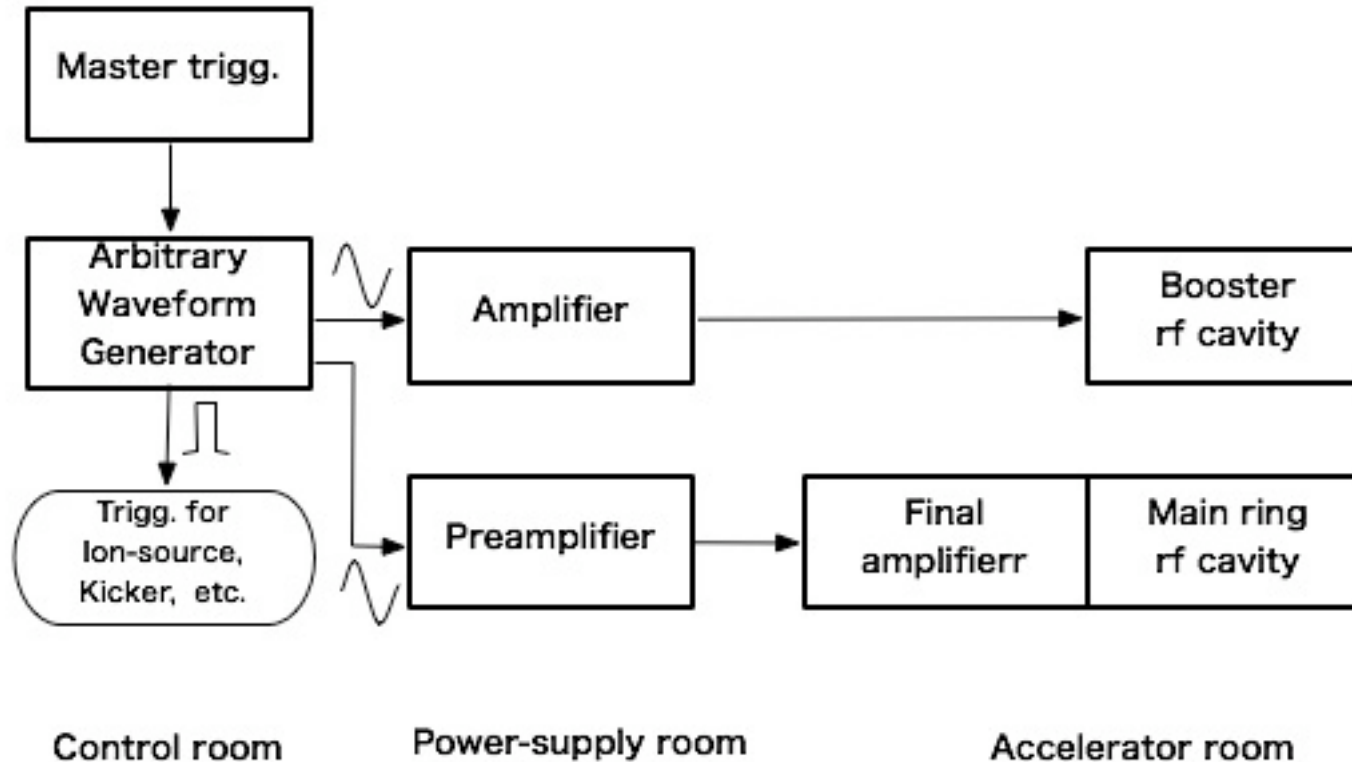 Master trigg.
Arbitrary
Waveform
Generator
Amplifier
Booster
rf cavity
Trigg. for
Ion-source,
Kicker, etc.
Preamplifier
Final
amplifierr
Main ring
rf cavity
Control room
Power-supply room
Accelerator room